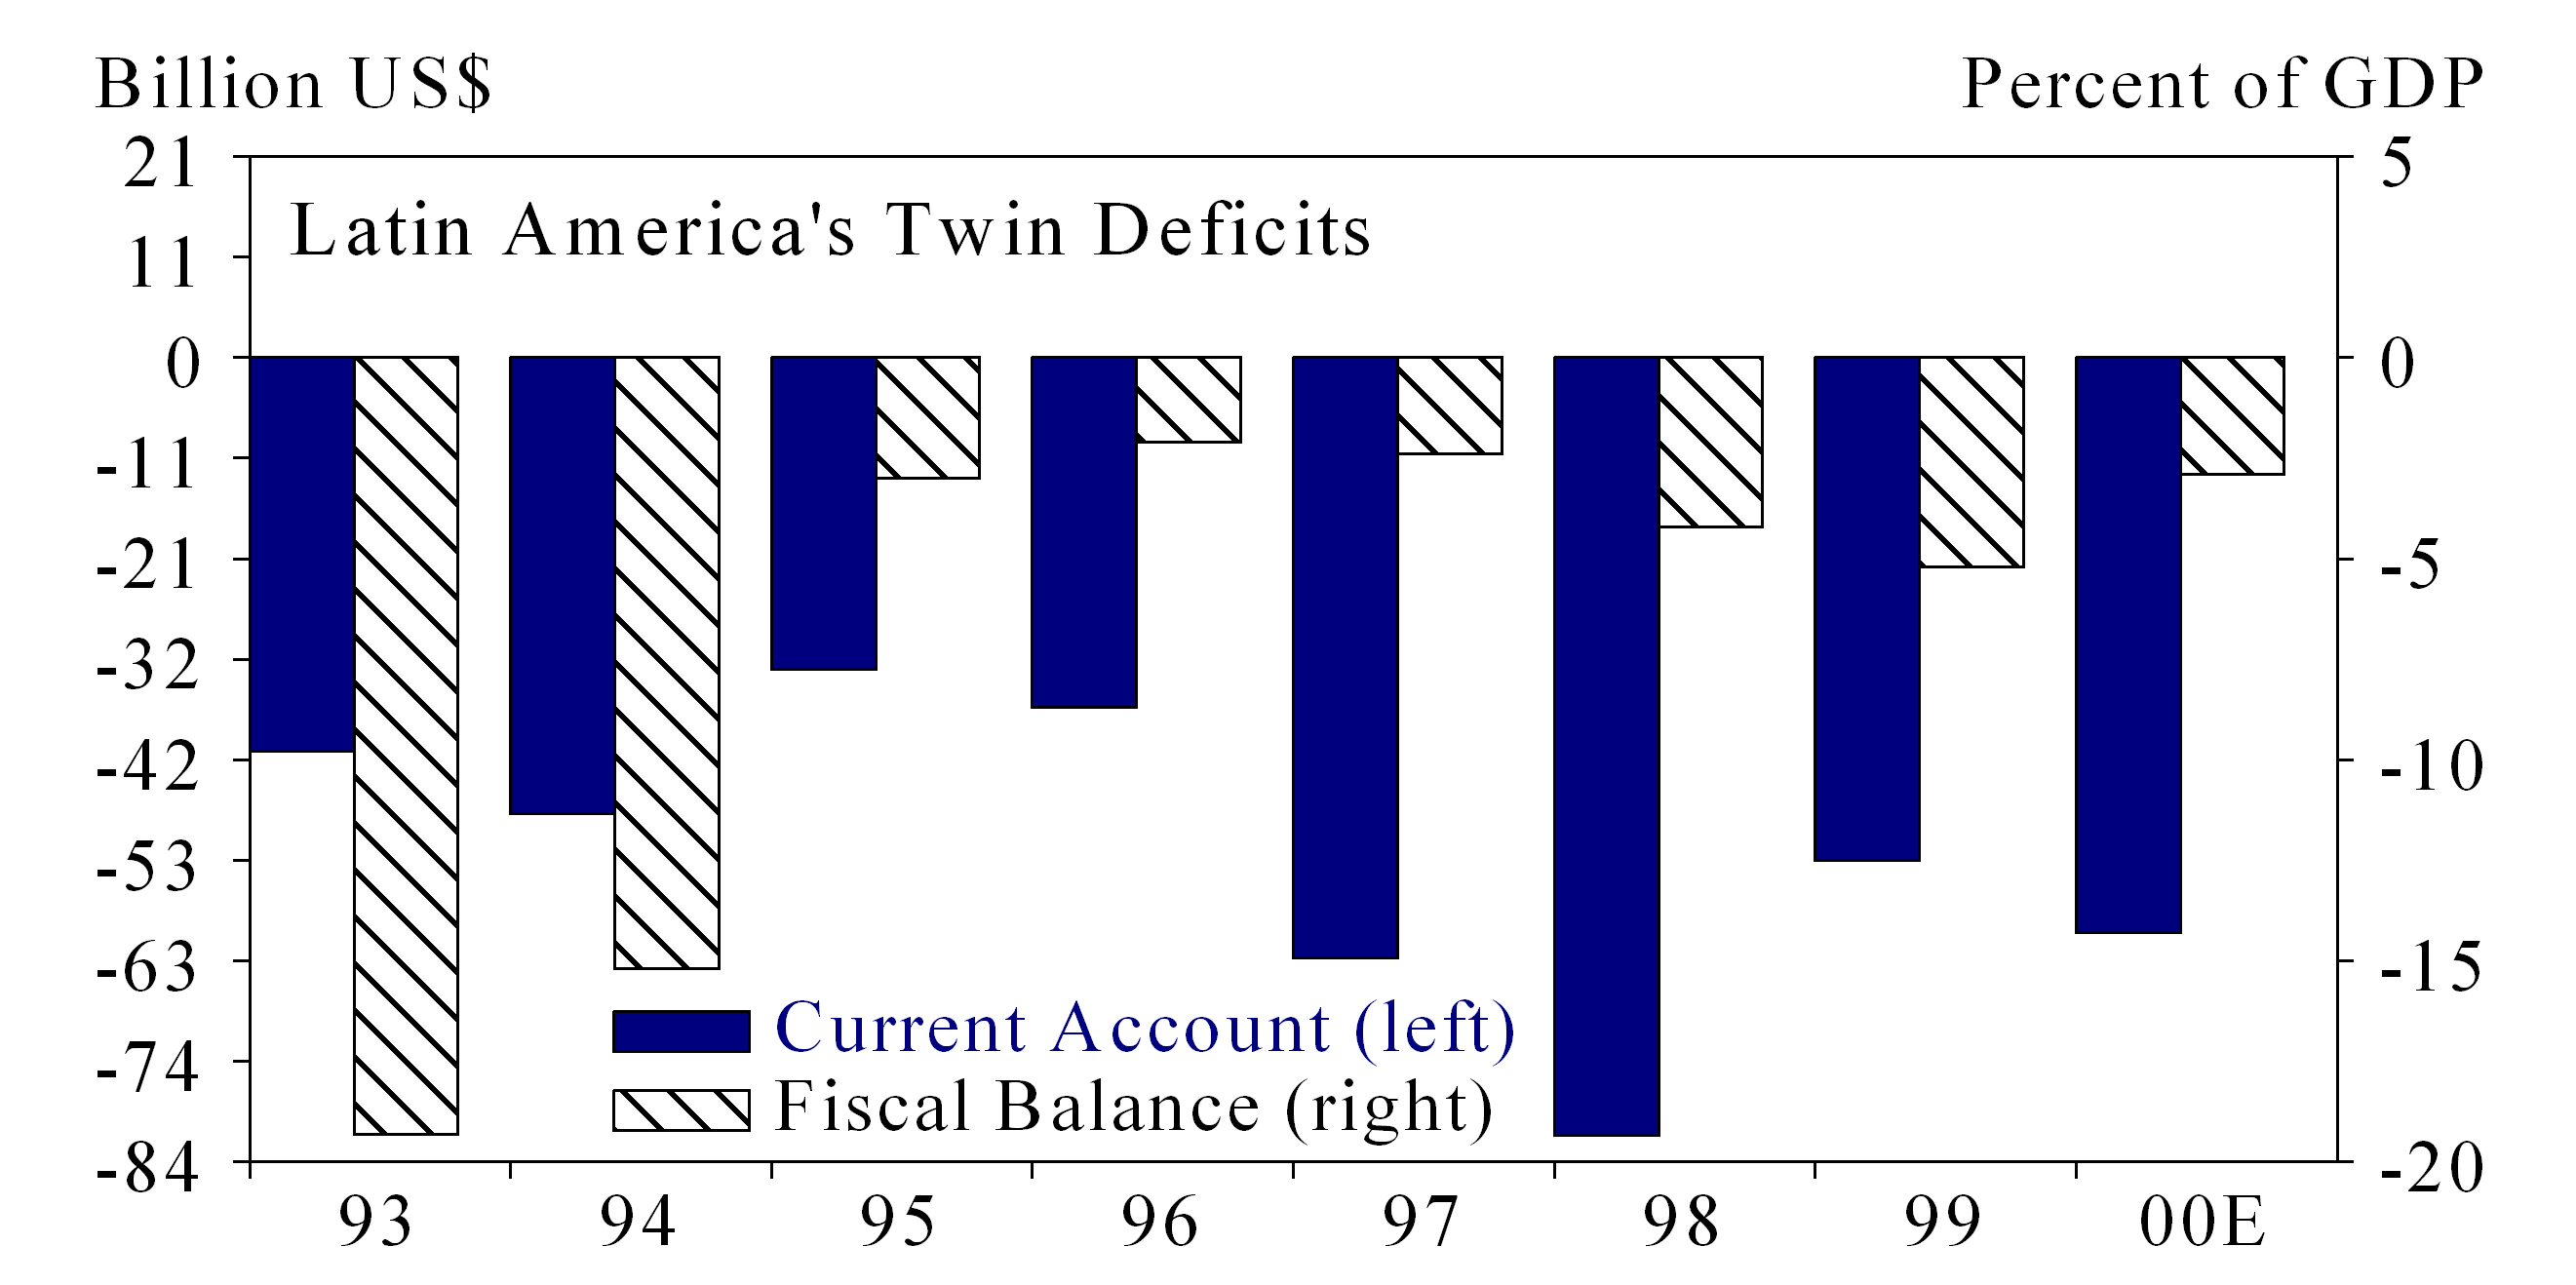 Billion US$ Percent of GDP
21 5
Latin America's Twin Deficits
11
0 0
-11
-21 -5
-32
-42 -10
-53
-63 -15
Current Account (left)
-74
Fiscal Balance (right)
-84 -20
93 94 95 96 97 98 99 00E